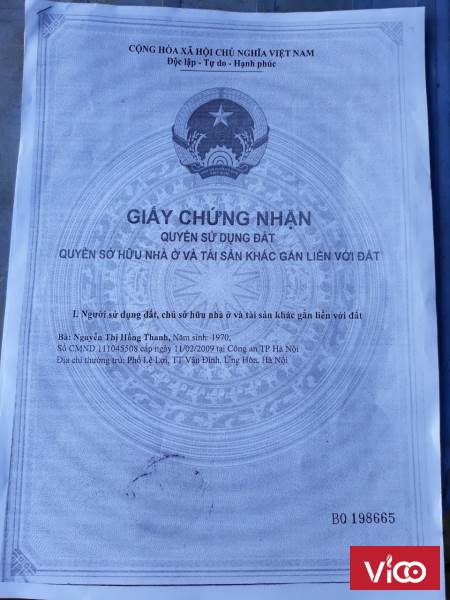 CỘNG HÒA XÃ HỘI CHỦ NGHĨA VIỆT NAM
Độc lập - Tự do - Hạnh phúc
GIẤY CHỨNG NHẬN
QUYỀN SỬ DỤNG ĐẤT
QUYỀN SỞ HỮU NHÀ Ở VÀ TÀI SẢN KHÁC GẮN LIỀN VỚI ĐẤT
I. Người sử dụng đất, chủ sở hữu nhà ở và tài sản khác gắn liền với đất
Bà: Nguyễn Thị Hồng Thanh, Năm sinh: 1970,
Số CMND 111045508 cấp ngày 11/02/2009 tại Công an TP Hà Nội
Địa chỉ thường trú: Phố Lê Lợi, TT Vân Đình, Ứng Hòa, Hà Nội
BQ 198665
Vico